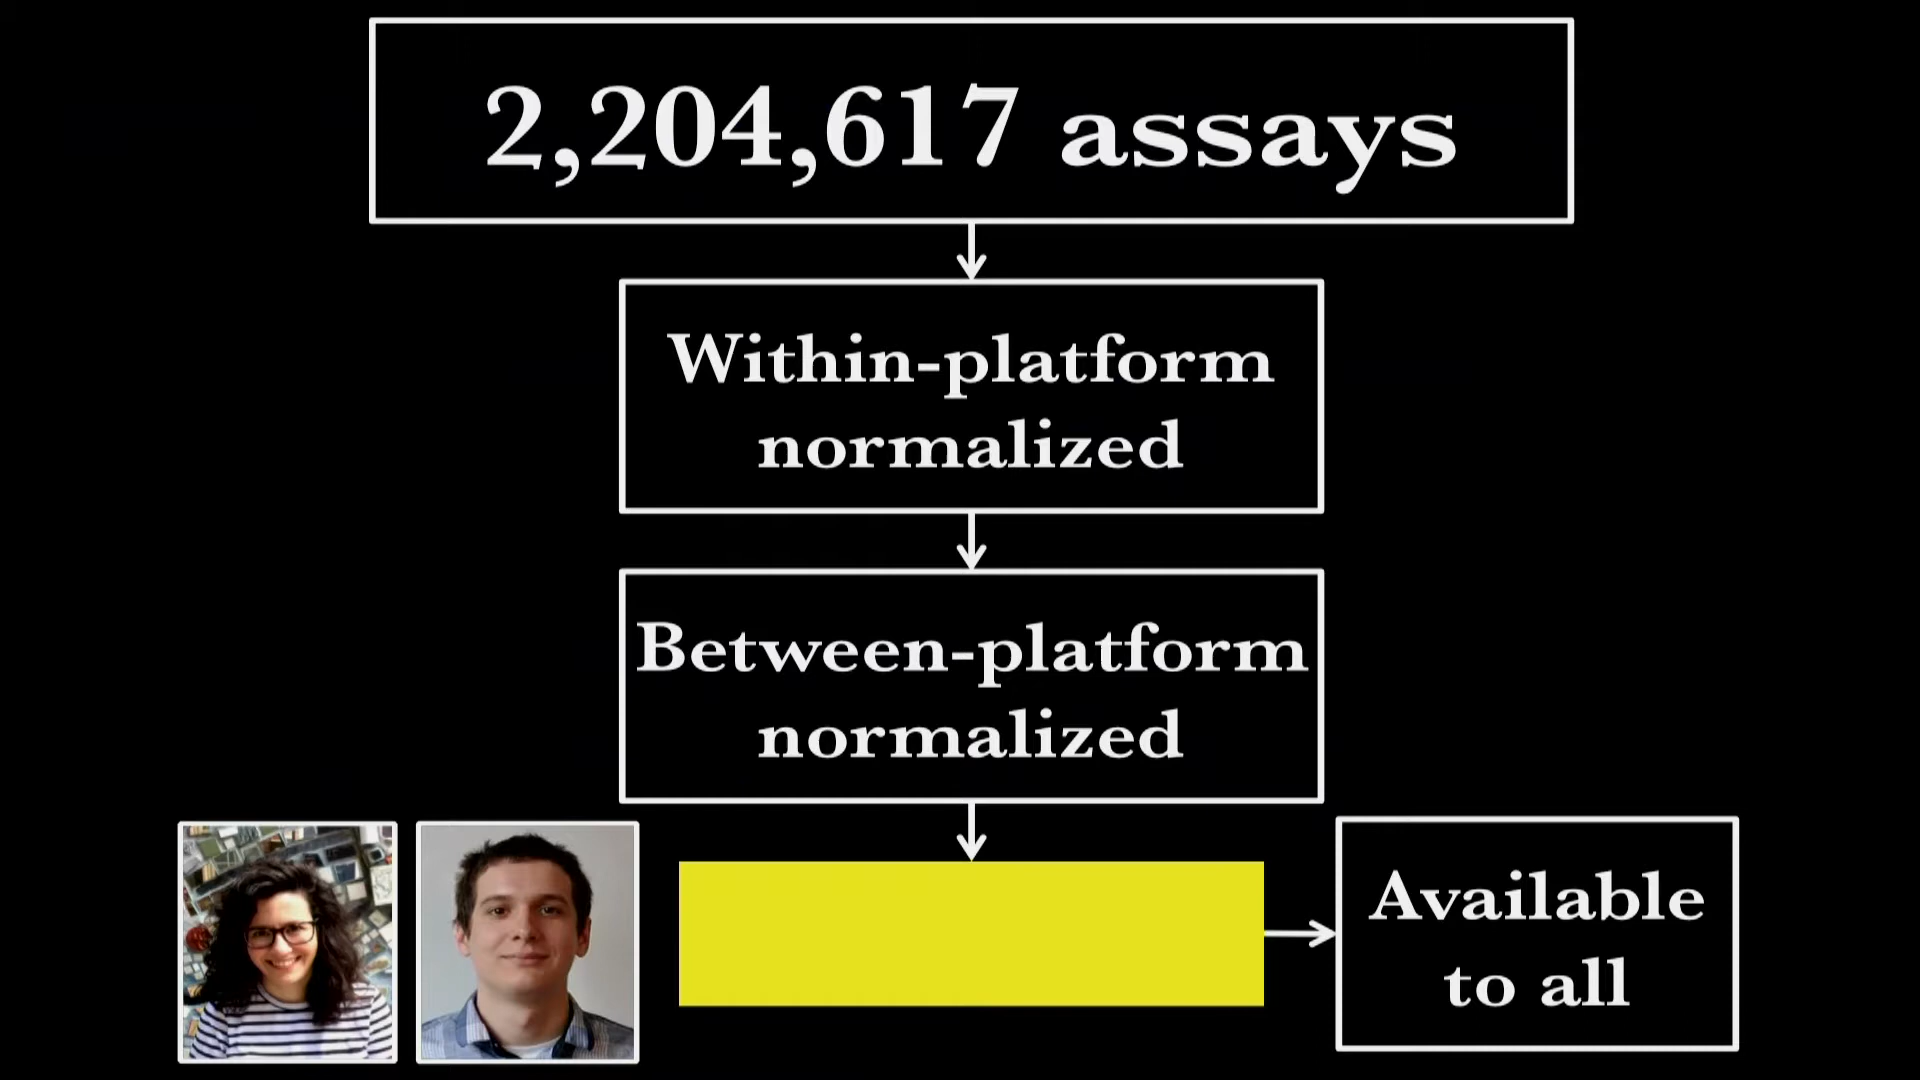 2,204,617 assays
Within-platform
normalized
Between-platform
normalized
Available
to all